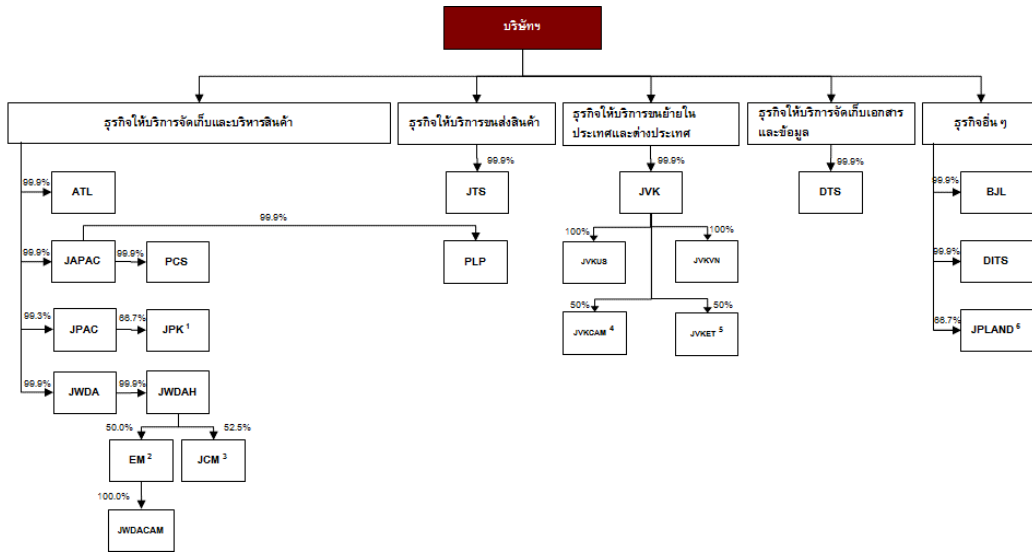 บริษัทฯ
ธุรกิจให้บริการจัดเก็บและบริหารสินค้า
ธุรกิจให้บริการขนส่งสินค้า
ธุรกิจให้บริการขนย้ายใน
ประเทศและต่างประเทศ
ธุรกิจให้บริการจัดเก็บเอกสาร
และข้อมูล
ธุรกิจอื่น ๆ
99.9%
99.9%
99.9%
99.9%
99.9%
ATL
JTS
JVK
DTS
BJL
99.9%
100%
100%
99.9%
99.9%
99.9%
JAPAC
PCS
PLP
JVKUS
JVKVN
DITS
99.3%
66.7%
50%
50%
66.7%
JPAC
JPK 1
JVKCAM 4
JVKET 5
JPLAND 6
99.9%
99.9%
JWDA
JWDAH
50.0%
52.5%
EM 2
JCM 3
100.0%
JWDACAM